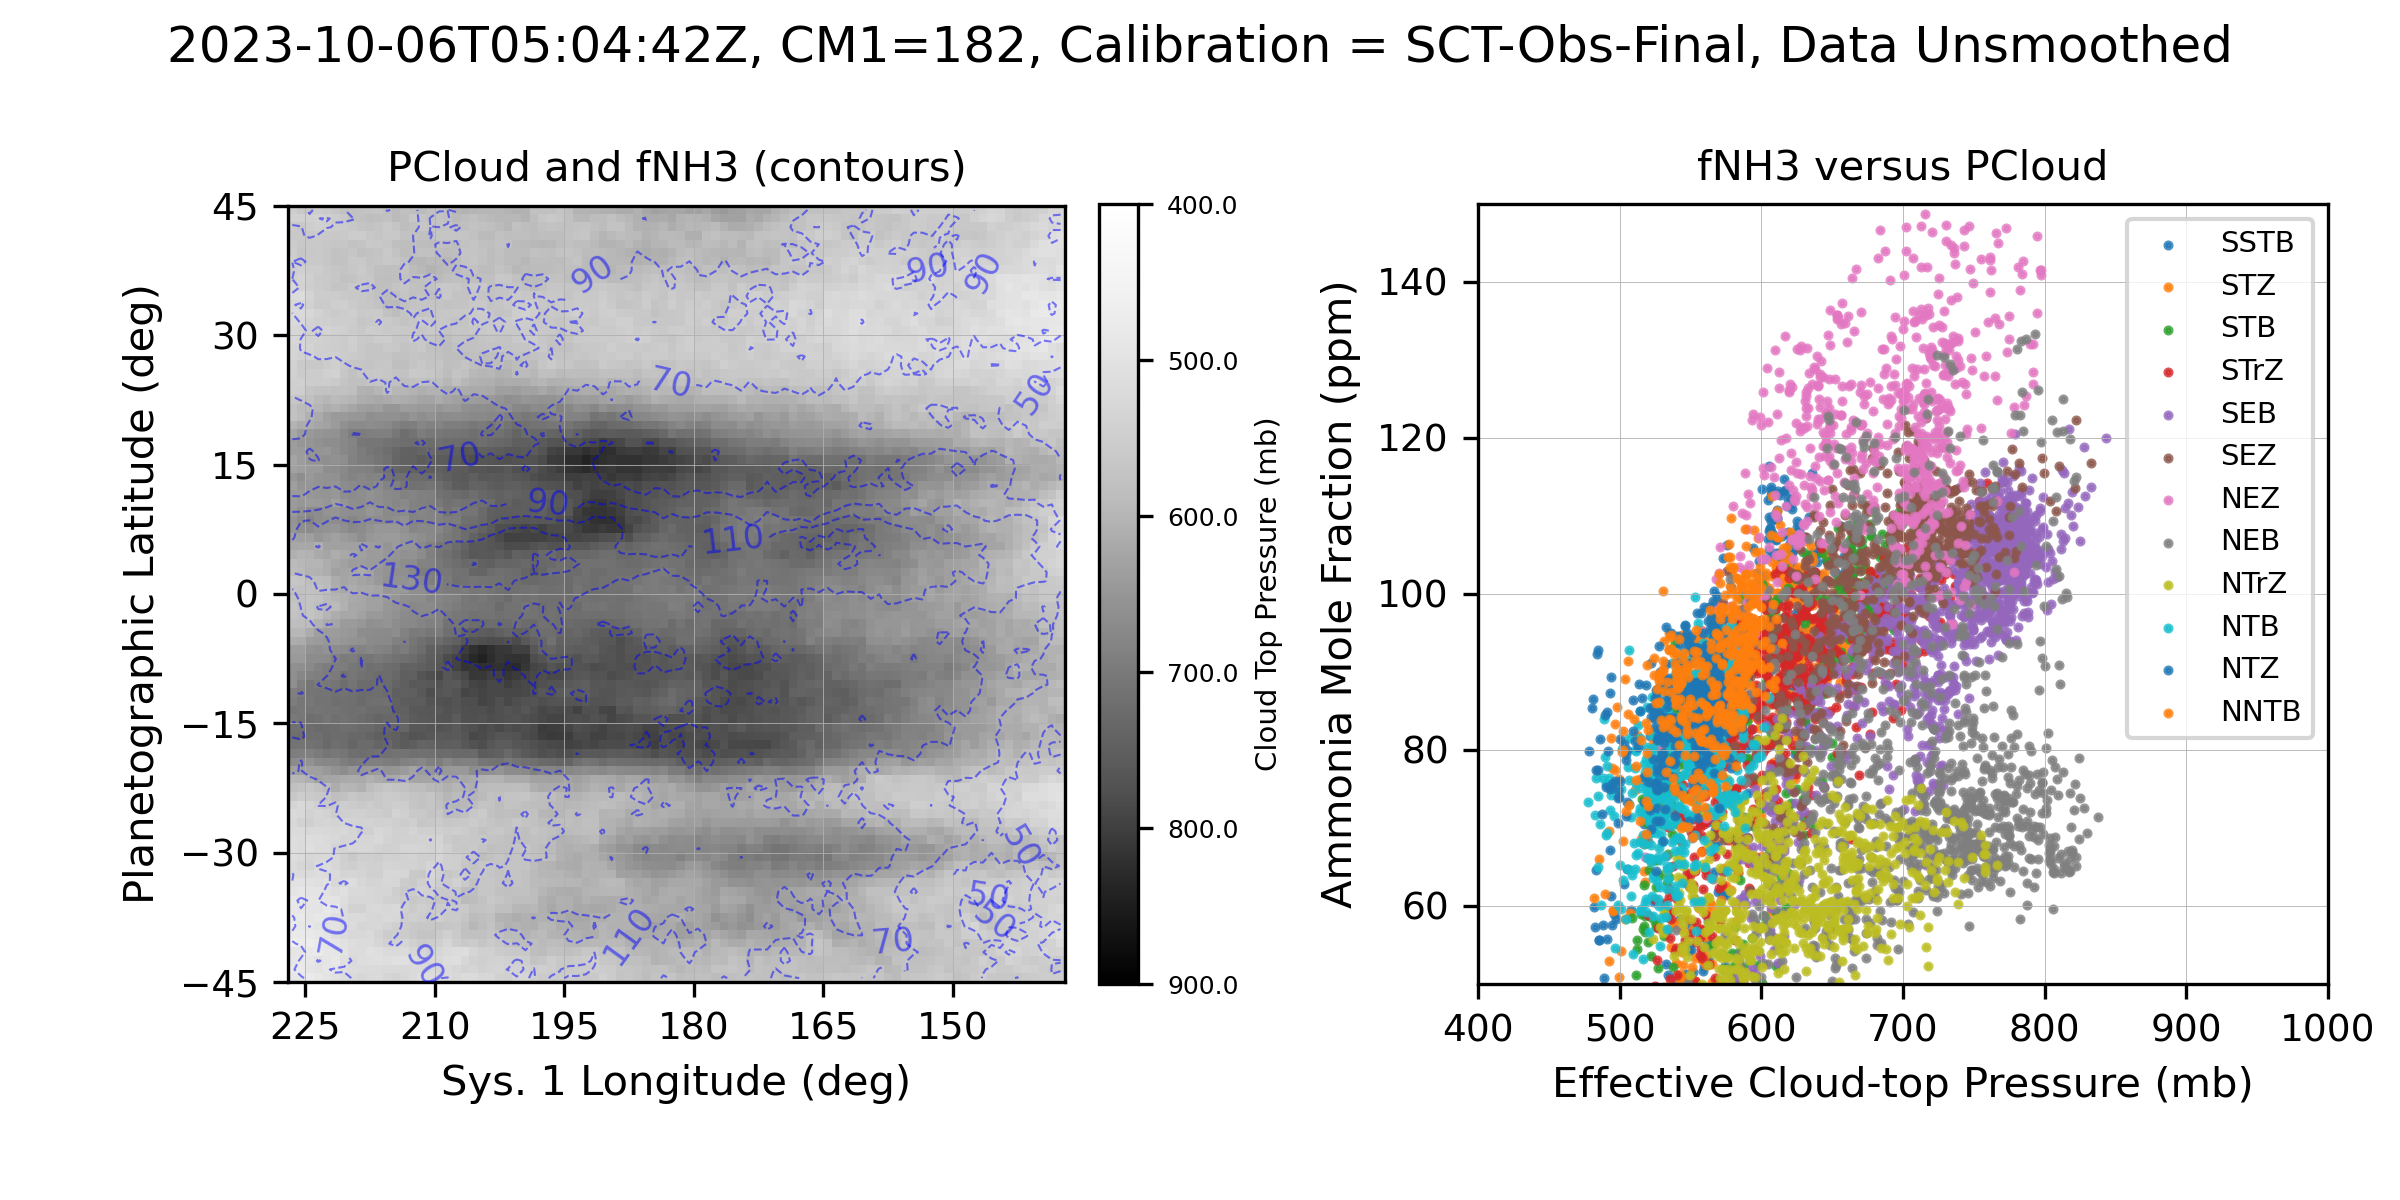 2023-10-06T05:04:42Z, CM1=182, Calibration = SCT-Obs-Final, Data Unsmoothed
PCloud and fNH3 (contours)
Planetographic Latitude (deg)
45
30
15
0
−15
−30
−45
225
210
195
180
165
150
Sys. 1 Longitude (deg)
90
90
90
70
50
70
90
110
130
50
50
50
110
70
70
90
400.0
500.0
600.0
700.0
800.0
900.0
Cloud Top Pressure (mb)
fNH3 versus PCloud
Ammonia Mole Fraction (ppm)
140
120
100
80
60
400
500
600
700
800
900
1000
Effective Cloud-top Pressure (mb)
SSTB
STZ
STB
STrZ
SEB
SEZ
NEZ
NEB
NTrZ
NTB
NTZ
NNTB